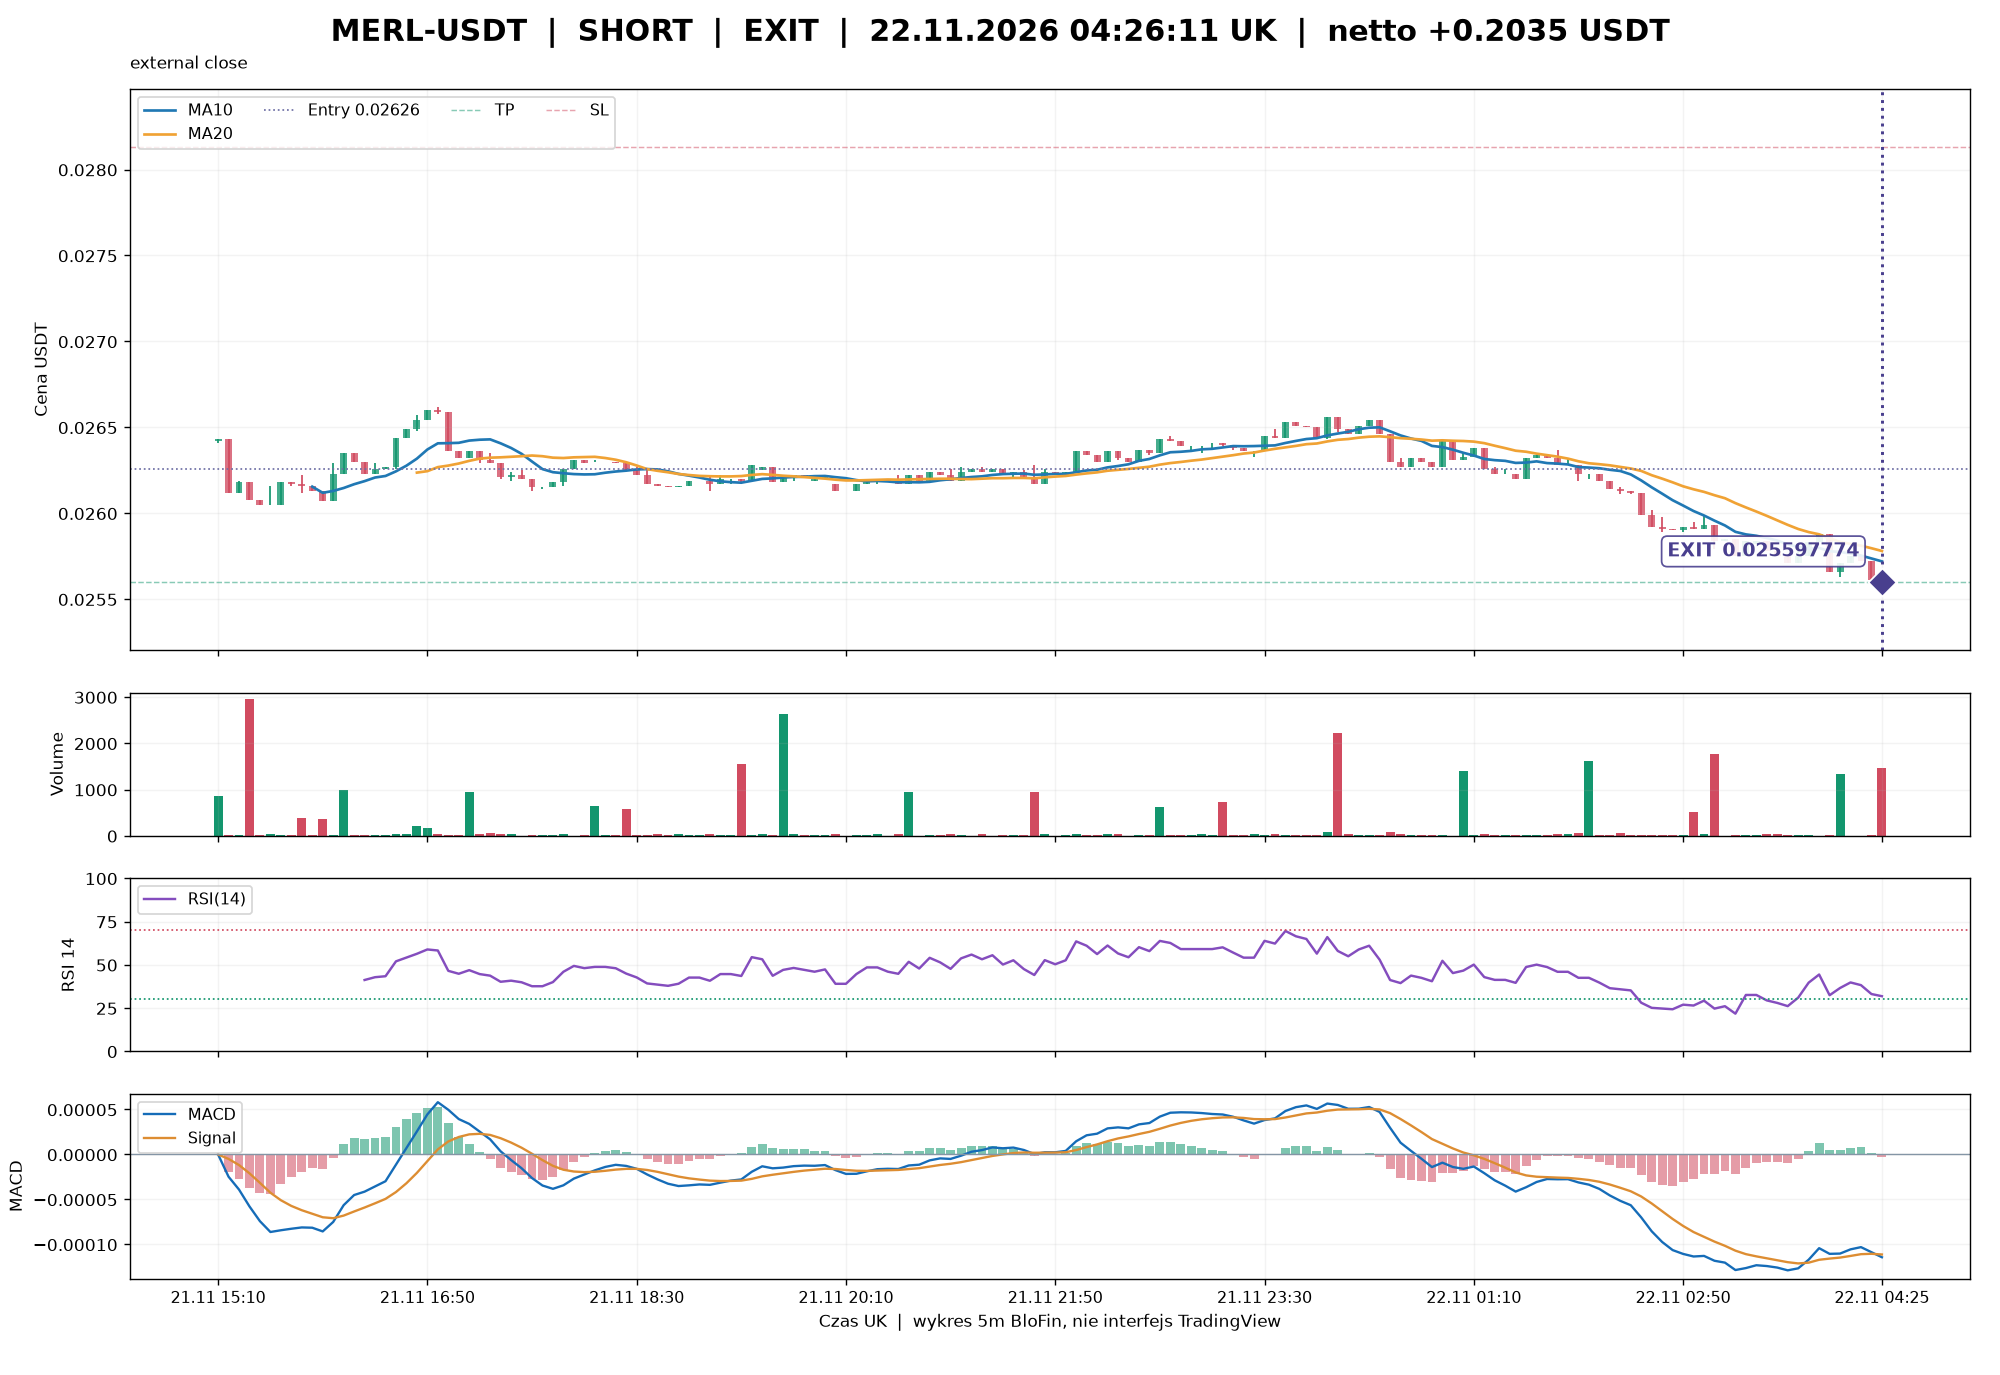 MERL-USDT | SHORT | EXIT | 22.11.2026 04:26:11 UK | netto +0.2035 USDT
external close
MA10
MA20
Entry 0.02626
TP
SL
Cena USDT
0.0280
0.0275
0.0270
0.0265
0.0260
0.0255
EXIT 0.025597774
Volume
3000
2000
1000
0
RSI(14)
RSI 14
100
75
50
25
0
MACD
Signal
MACD
0.00005
0.00000
−0.00005
−0.00010
21.11 15:10
21.11 16:50
21.11 18:30
21.11 20:10
21.11 21:50
21.11 23:30
22.11 01:10
22.11 02:50
22.11 04:25
Czas UK | wykres 5m BloFin, nie interfejs TradingView